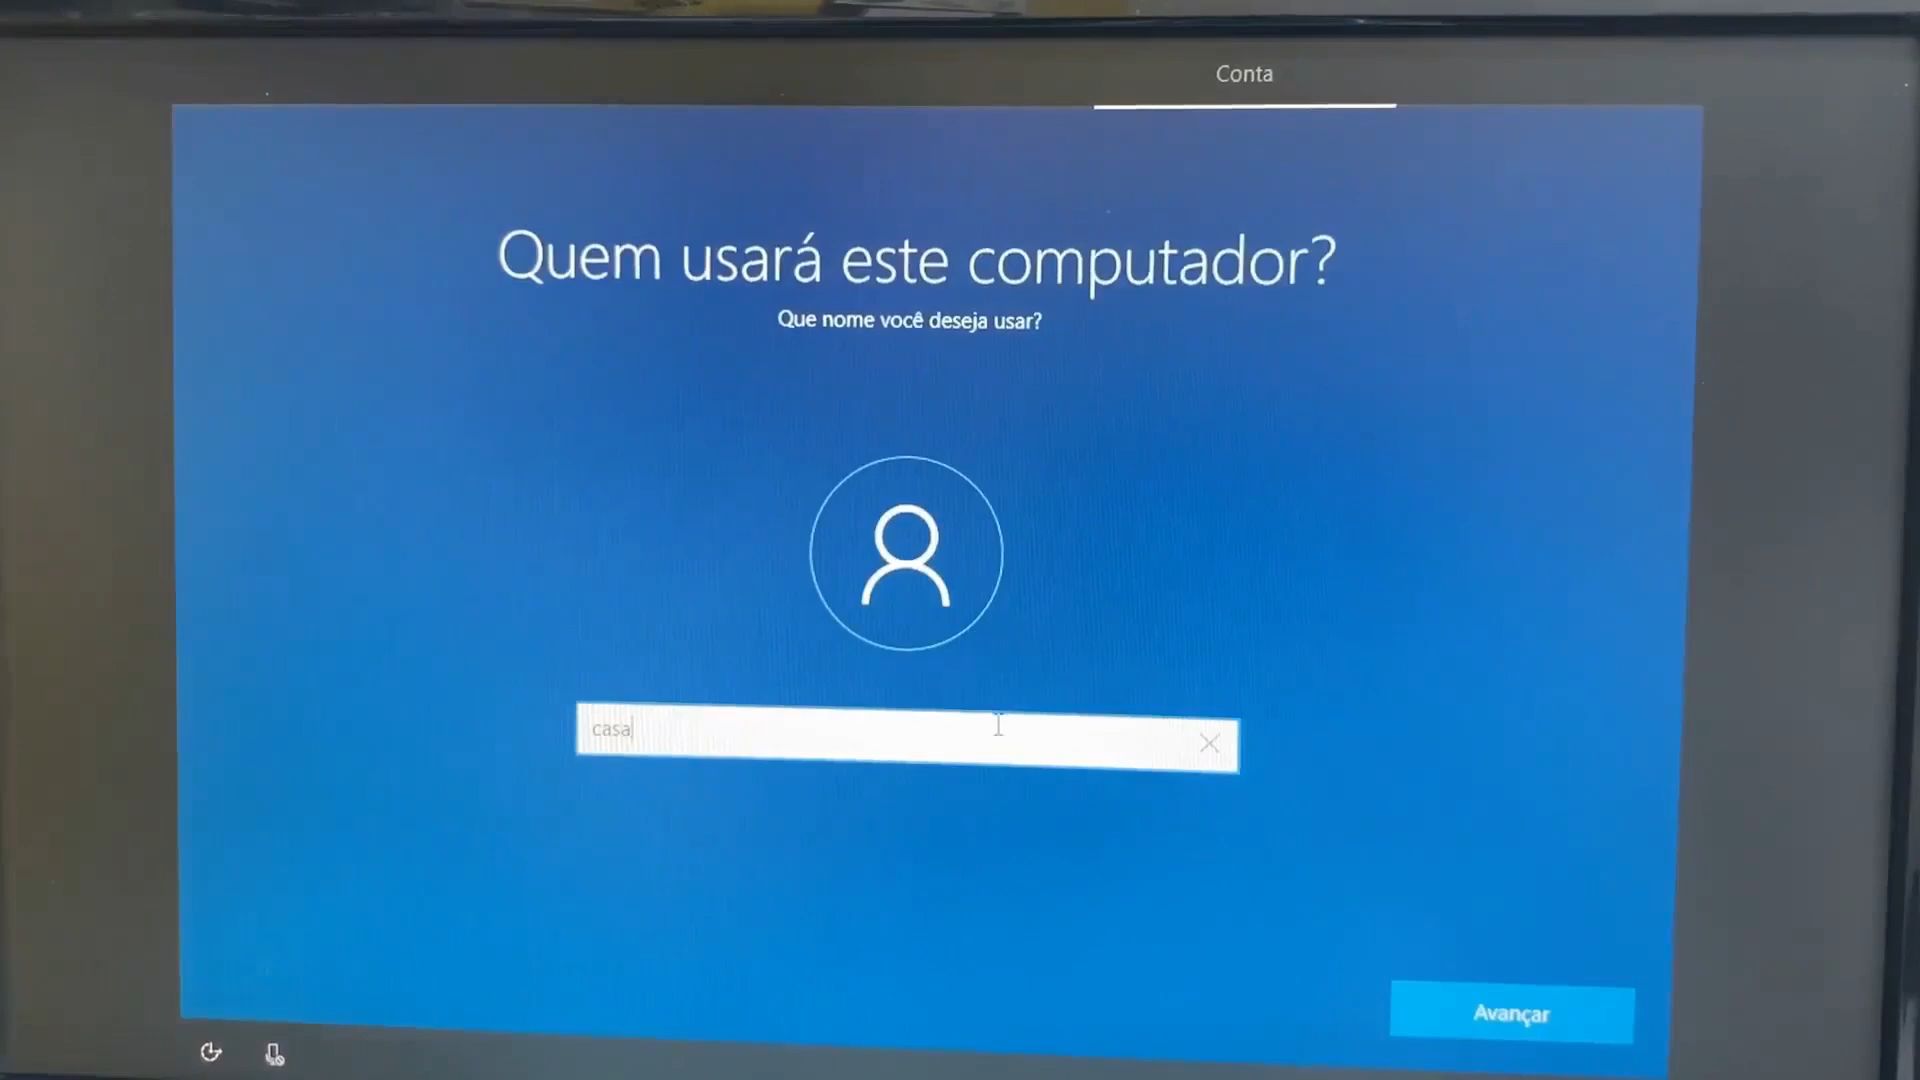 Conta
Quem usará este computador?
Que nome você deseja usar?
casa
Avançar